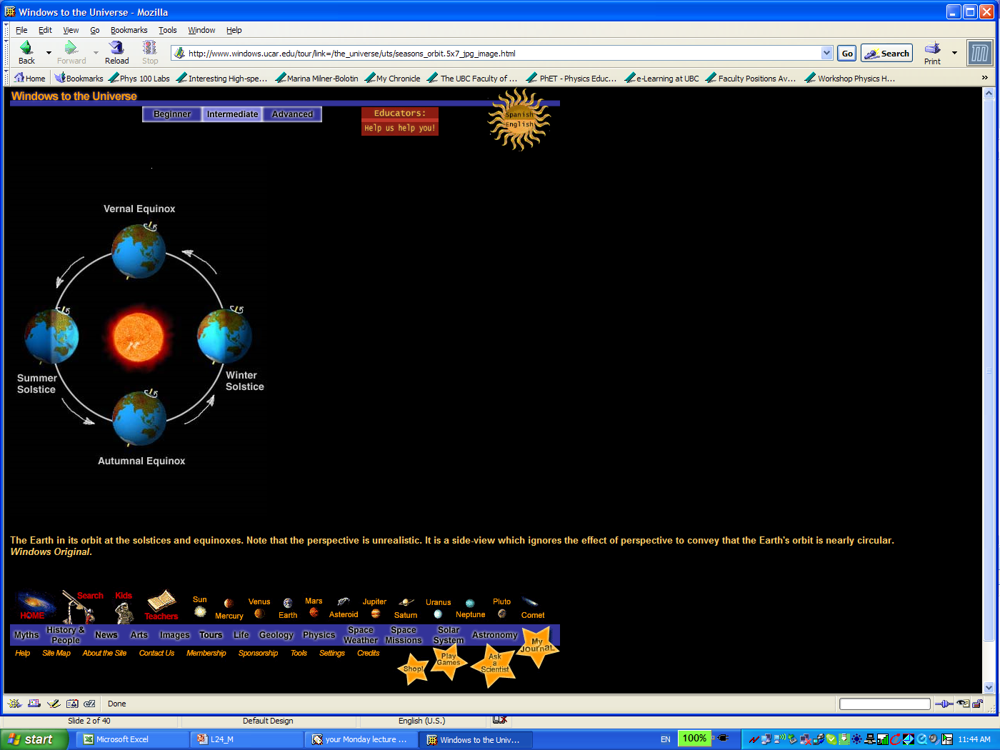 Windows to the Universe - Mozilla
File Edit View Go Bookmarks Tools Window Help
Back Forward Reload Stop http://www.windows.ucar.edu/tour/link=/the_universe/uts/seasons_orbit.5x7_jpg_image.html Go Search Print
Home Bookmarks Phys 100 Labs Interesting High-spe... Marina Milner-Bolotin My Chronicle The UBC Faculty of ... PhET - Physics Educ... e-Learning at UBC Faculty Positions Av... Workshop Physics H... »
Windows to the Universe
Beginner Intermediate Advanced
Educators:
Help us help you!
Spanish
English
Vernal Equinox
Summer
Solstice
Winter
Solstice
Autumnal Equinox
The Earth in its orbit at the solstices and equinoxes. Note that the perspective is unrealistic. It is a side-view which ignores the effect of perspective to convey that the Earth's orbit is nearly circular.
Windows Original.
HOME Search Kids Teachers Sun Mercury Venus Earth Mars Asteroid Jupiter Saturn Uranus Neptune Pluto Comet
Myths History & People News Arts Images Tours Life Geology Physics Space Weather Space Missions Solar System Astronomy My Journal
Help Site Map About the Site Contact Us Membership Sponsorship Tools Settings Credits
Shop! Play Games Ask a Scientist
Done
Slide 2 of 40 Default Design English (U.S.)
start Microsoft Excel L24_M your Monday lecture ... Windows to the Univ... EN 100% 11:44 AM